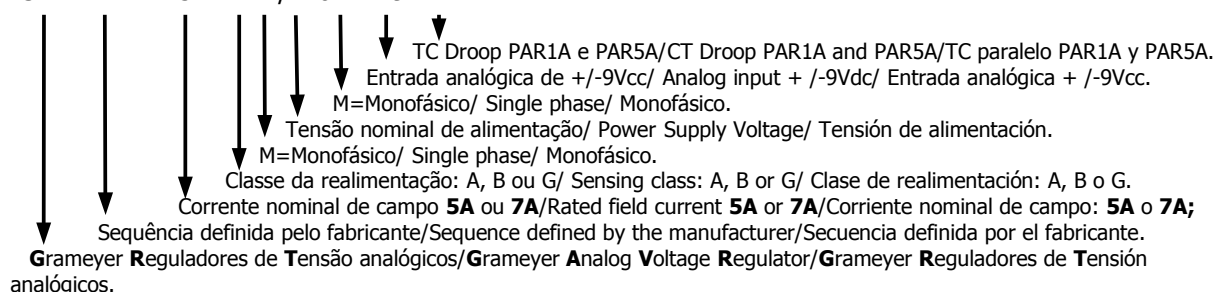 TC Droop PAR1A e PAR5A/CT Droop PAR1A and PAR5A/TC paralelo PAR1A y PAR5A.
Entrada analógica de +/-9Vcc/ Analog input + /-9Vdc/ Entrada analógica + /-9Vcc.
M=Monofásico/ Single phase/ Monofásico.
Tensão nominal de alimentação/ Power Supply Voltage/ Tensión de alimentación.
M=Monofásico/ Single phase/ Monofásico.
Classe da realimentação: A, B ou G/ Sensing class: A, B or G/ Clase de realimentación: A, B o G.
Corrente nominal de campo 5A ou 7A/Rated field current 5A or 7A/Corriente nominal de campo: 5A o 7A;
Sequência definida pelo fabricante/Sequence defined by the manufacturer/Secuencia definida por el fabricante.
Grameyer Reguladores de Tensão analógicos/Grameyer Analog Voltage Regulator/Grameyer Reguladores de Tensión
analógicos.